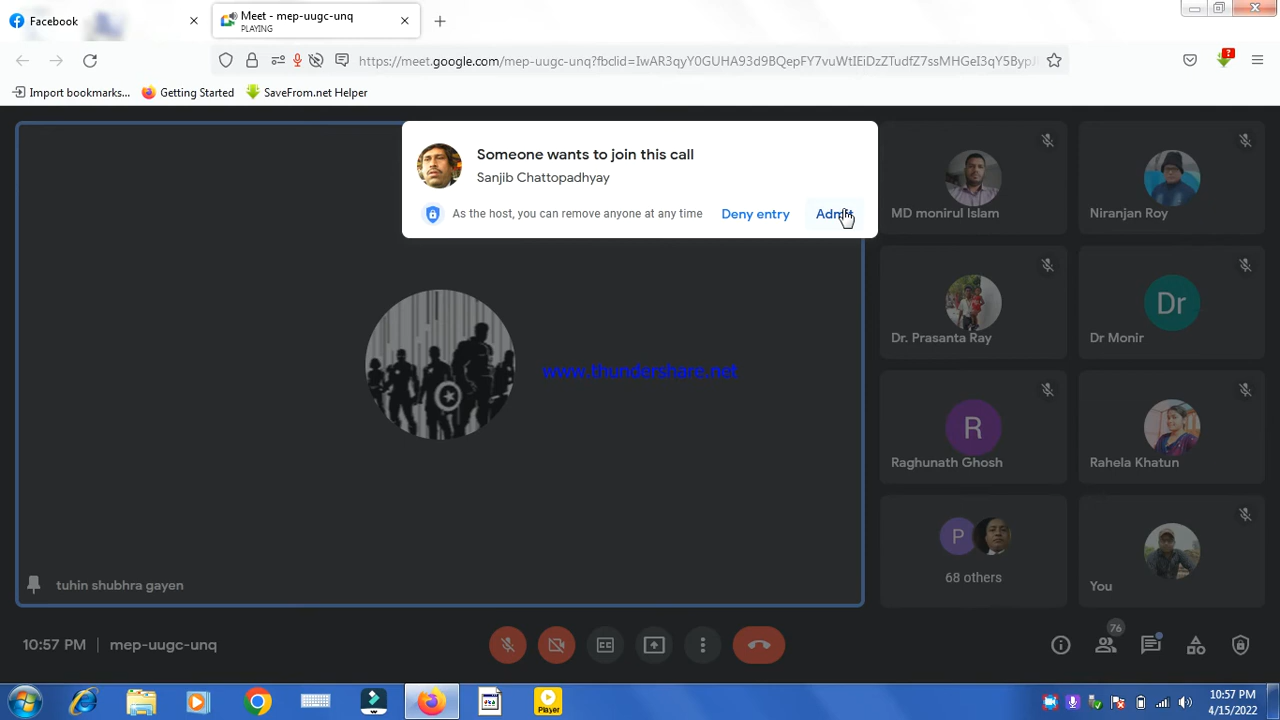 Facebook
Meet - mep-uugc-unq
PLAYING
https://meet.google.com/mep-uugc-unq?fbclid=
Import bookmarks...
Getting Started
SaveFrom.net Helper
Someone wants to join this call
Sanjib Chattopadhyay
As the host, you can remove anyone at any time
Deny entry
Admit
MD monirul Islam
Niranjan Roy
Dr. Prasanta Ray
Dr
Dr Monir
www.thundershare.net
R
Raghunath Ghosh
Rahela Khatun
P
68 others
You
tuhin shubhra gayen
10:57 PM | mep-uugc-unq
76
Player
10:57 PM
4/15/2022